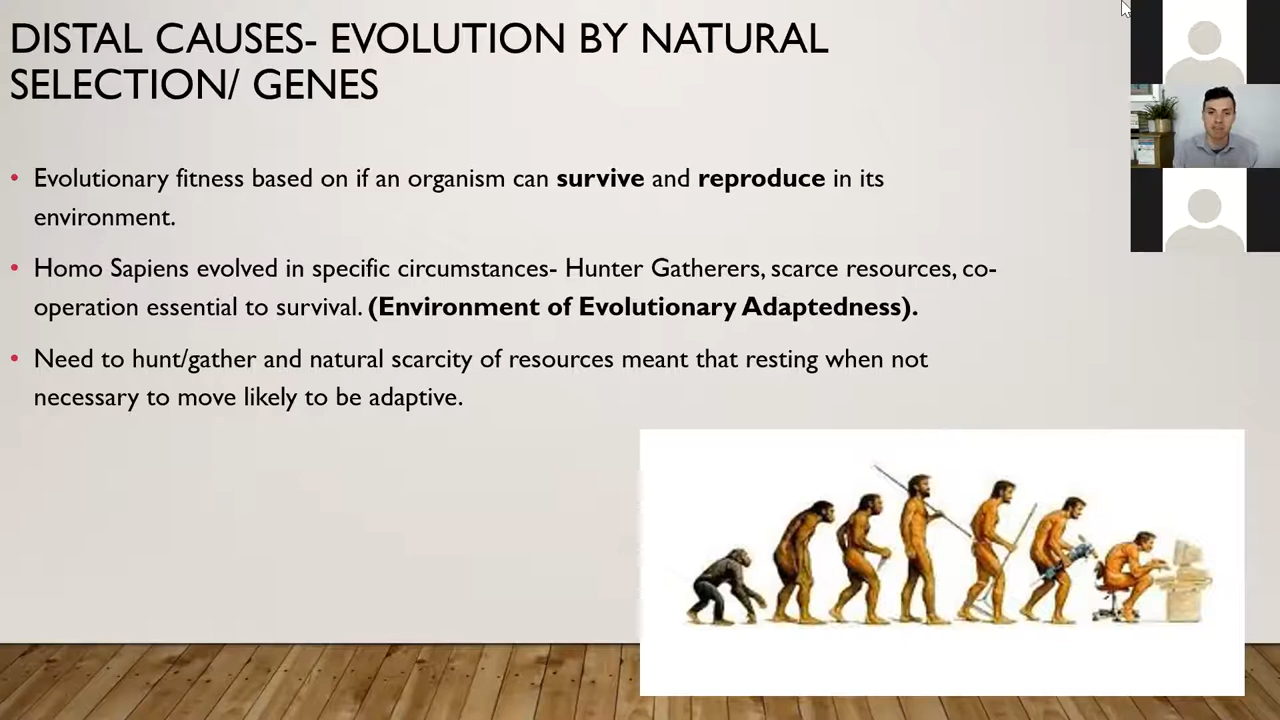 DISTAL CAUSES- EVOLUTION BY NATURAL
SELECTION/ GENES
• Evolutionary fitness based on if an organism can survive and reproduce in its
environment.
• Homo Sapiens evolved in specific circumstances- Hunter Gatherers, scarce resources, co-
operation essential to survival. (Environment of Evolutionary Adaptedness).
• Need to hunt/gather and natural scarcity of resources meant that resting when not
necessary to move likely to be adaptive.